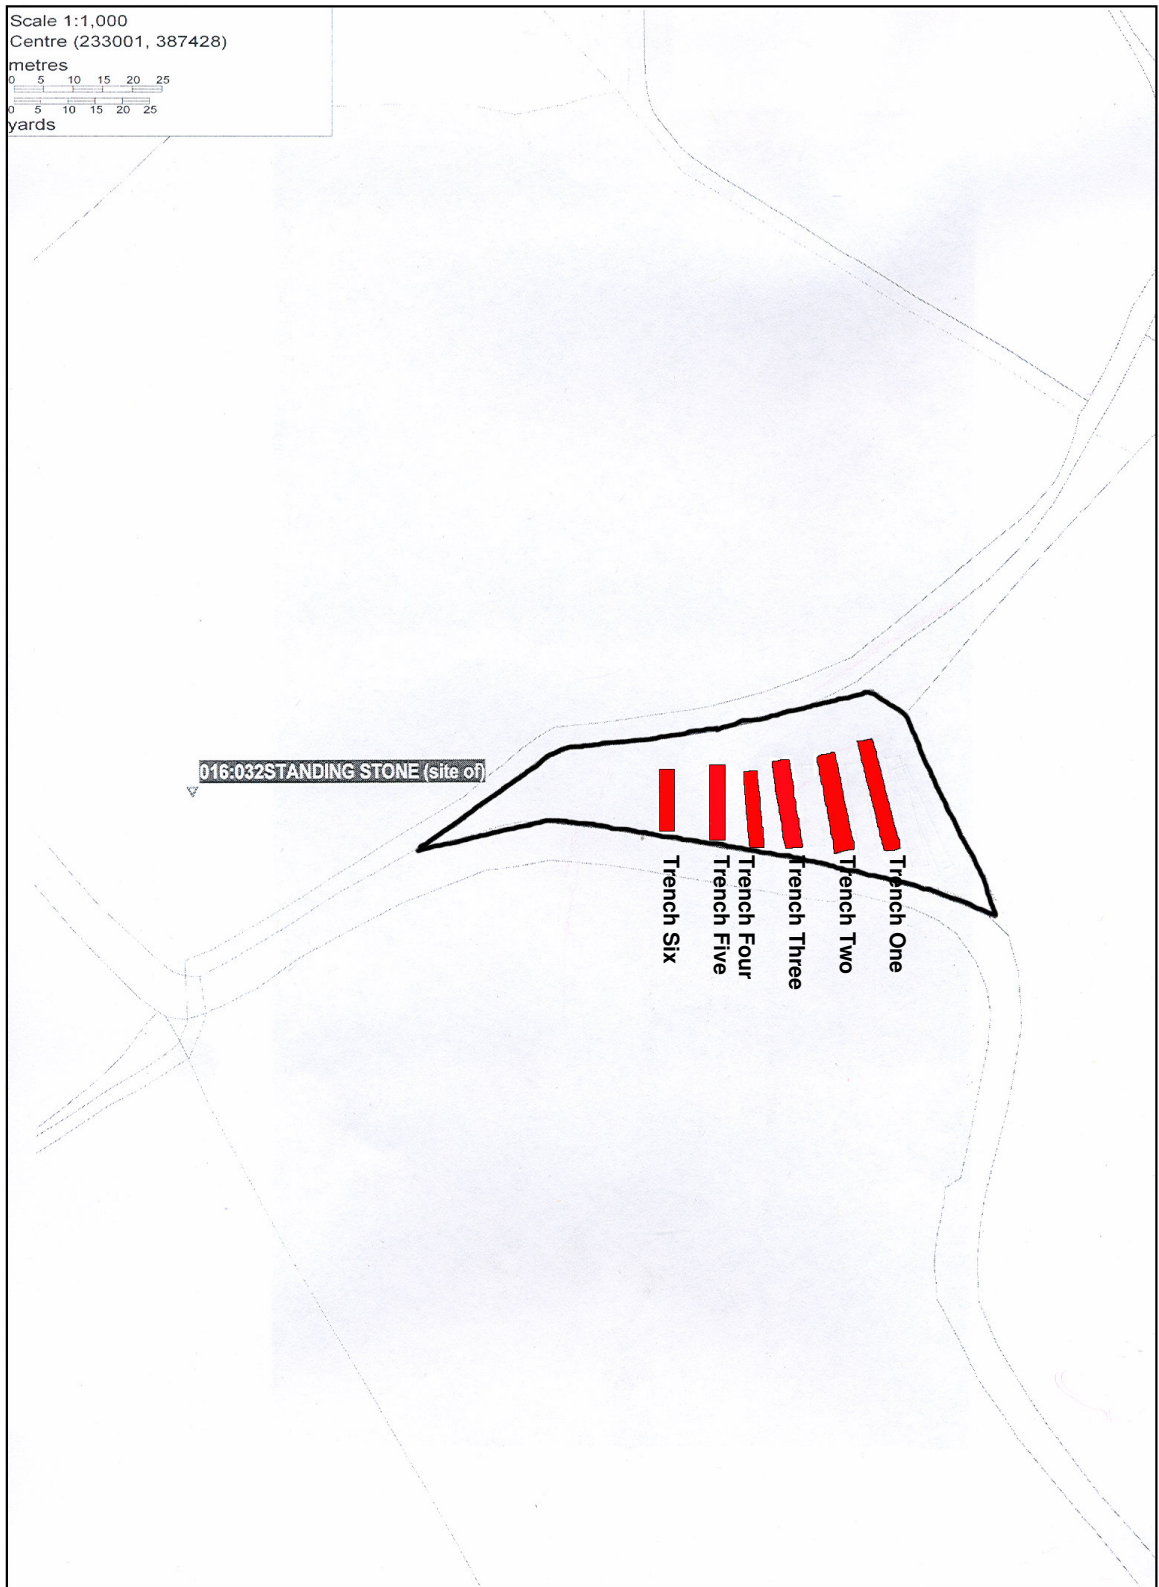 Scale 1:1,000
Centre (233001, 387428)
metres
0 5 10 15 20 25
0 5 10 15 20 25
yards
016:032STANDING STONE (site of)
Trench One
Trench Two
Trench Three
Trench Four
Trench Five
Trench Six